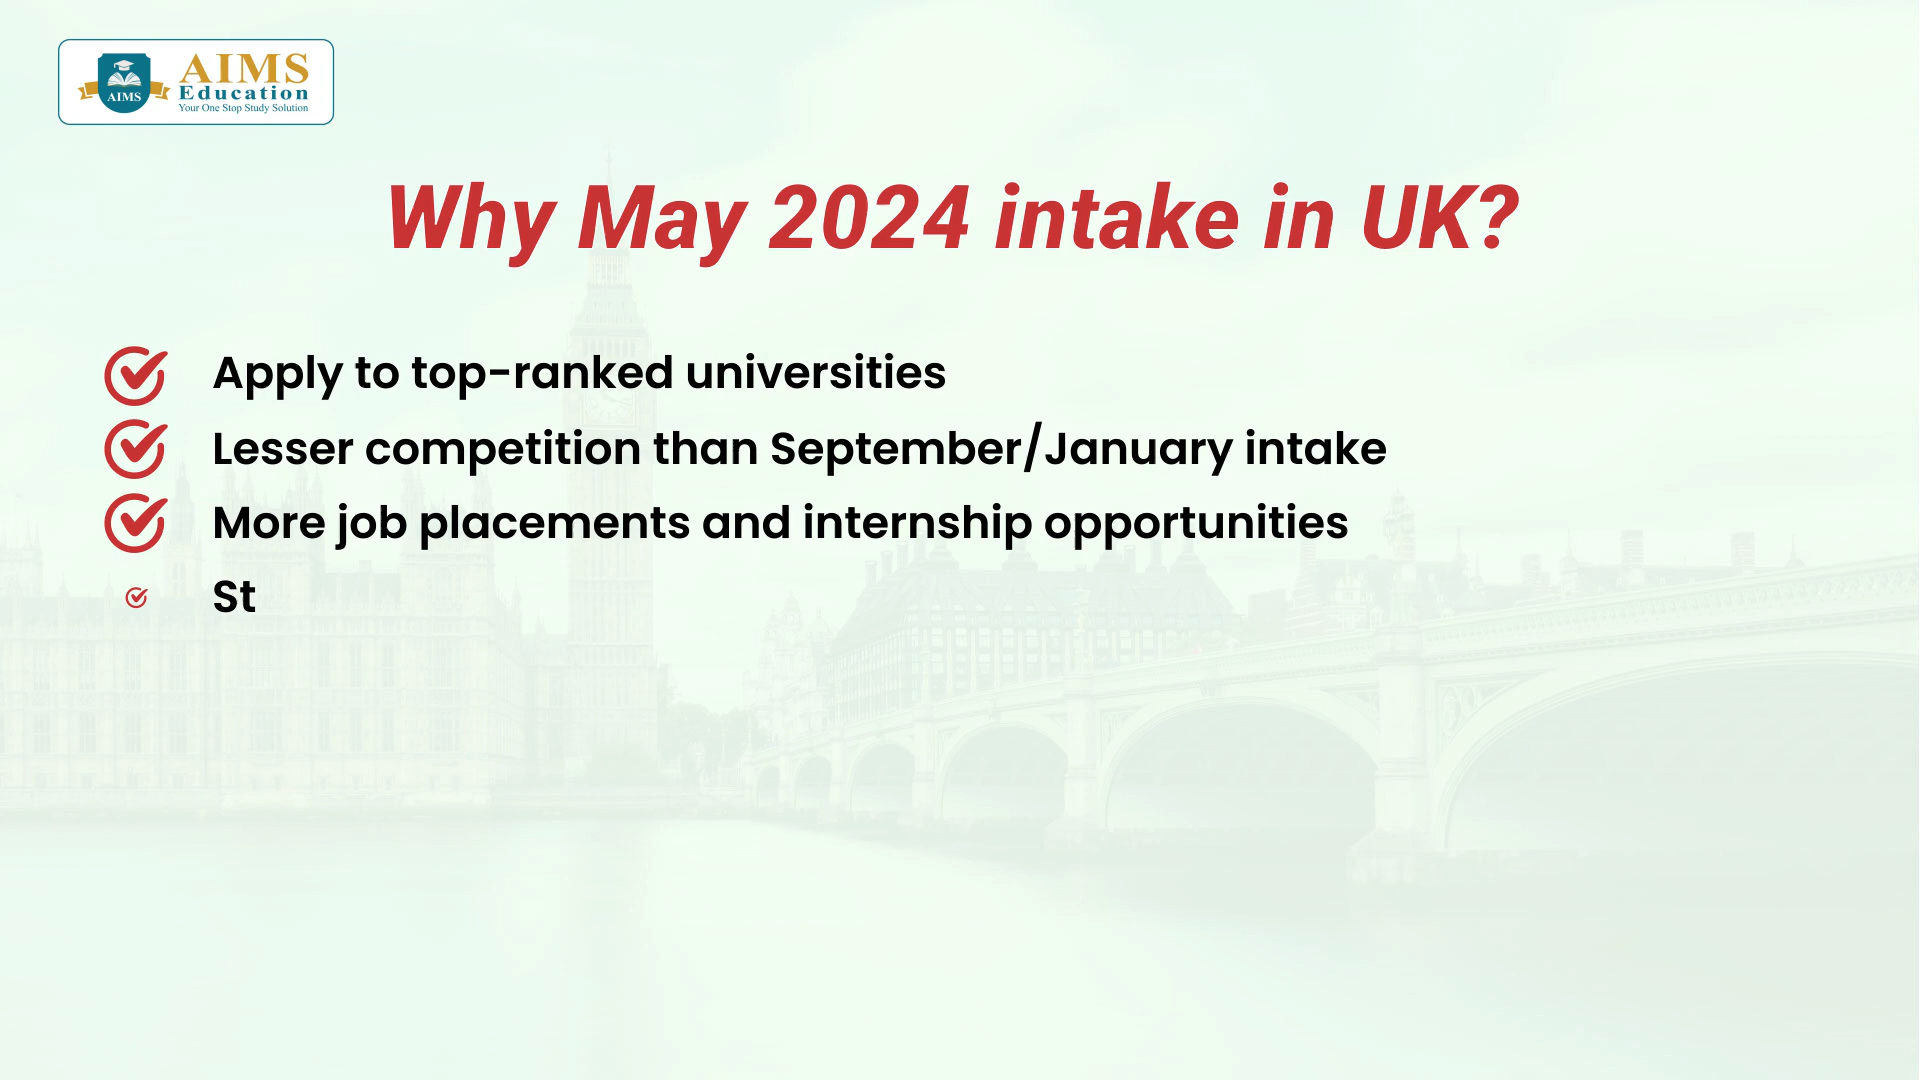 AIMS
AIMS
Education
Your One Stop Study Solution
Why May 2024 intake in UK?
Apply to top-ranked universities
Lesser competition than September/January intake
More job placements and internship opportunities
St